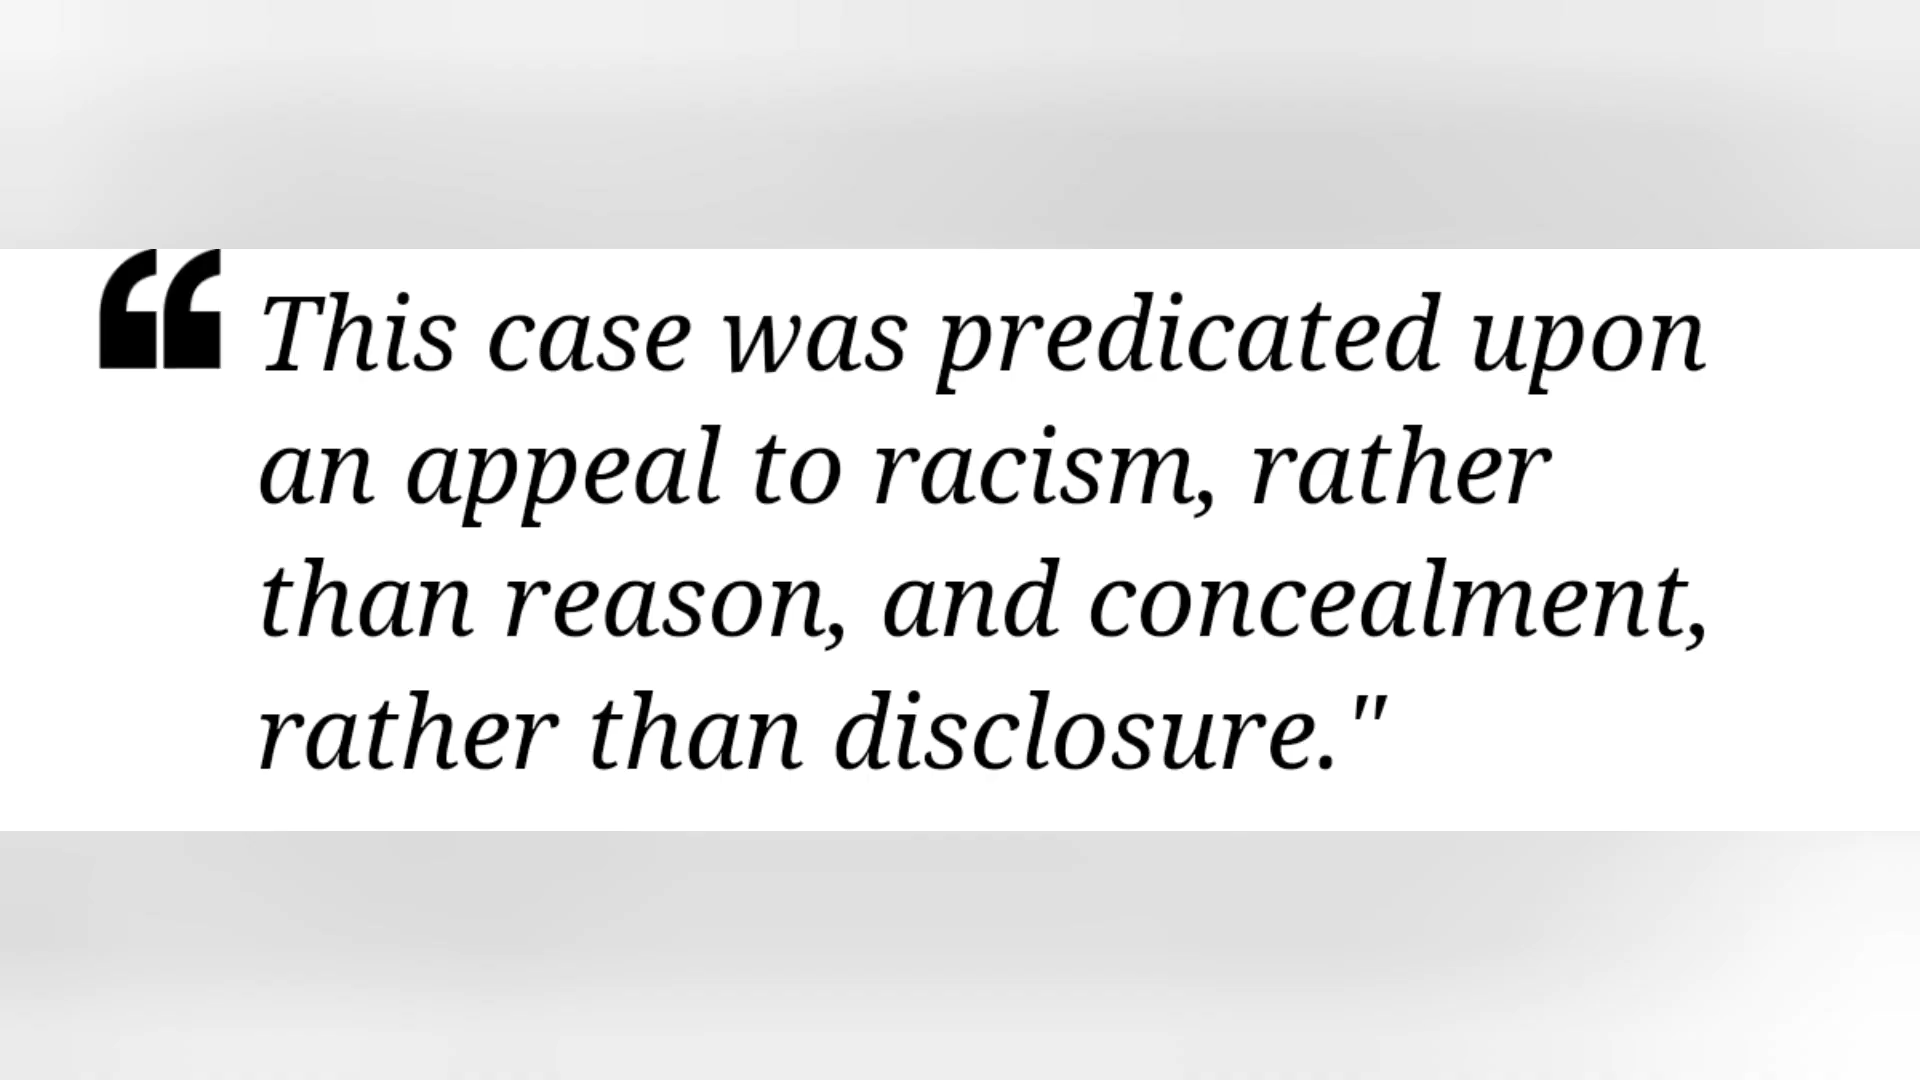 “This case was predicated upon
an appeal to racism, rather
than reason, and concealment,
rather than disclosure."